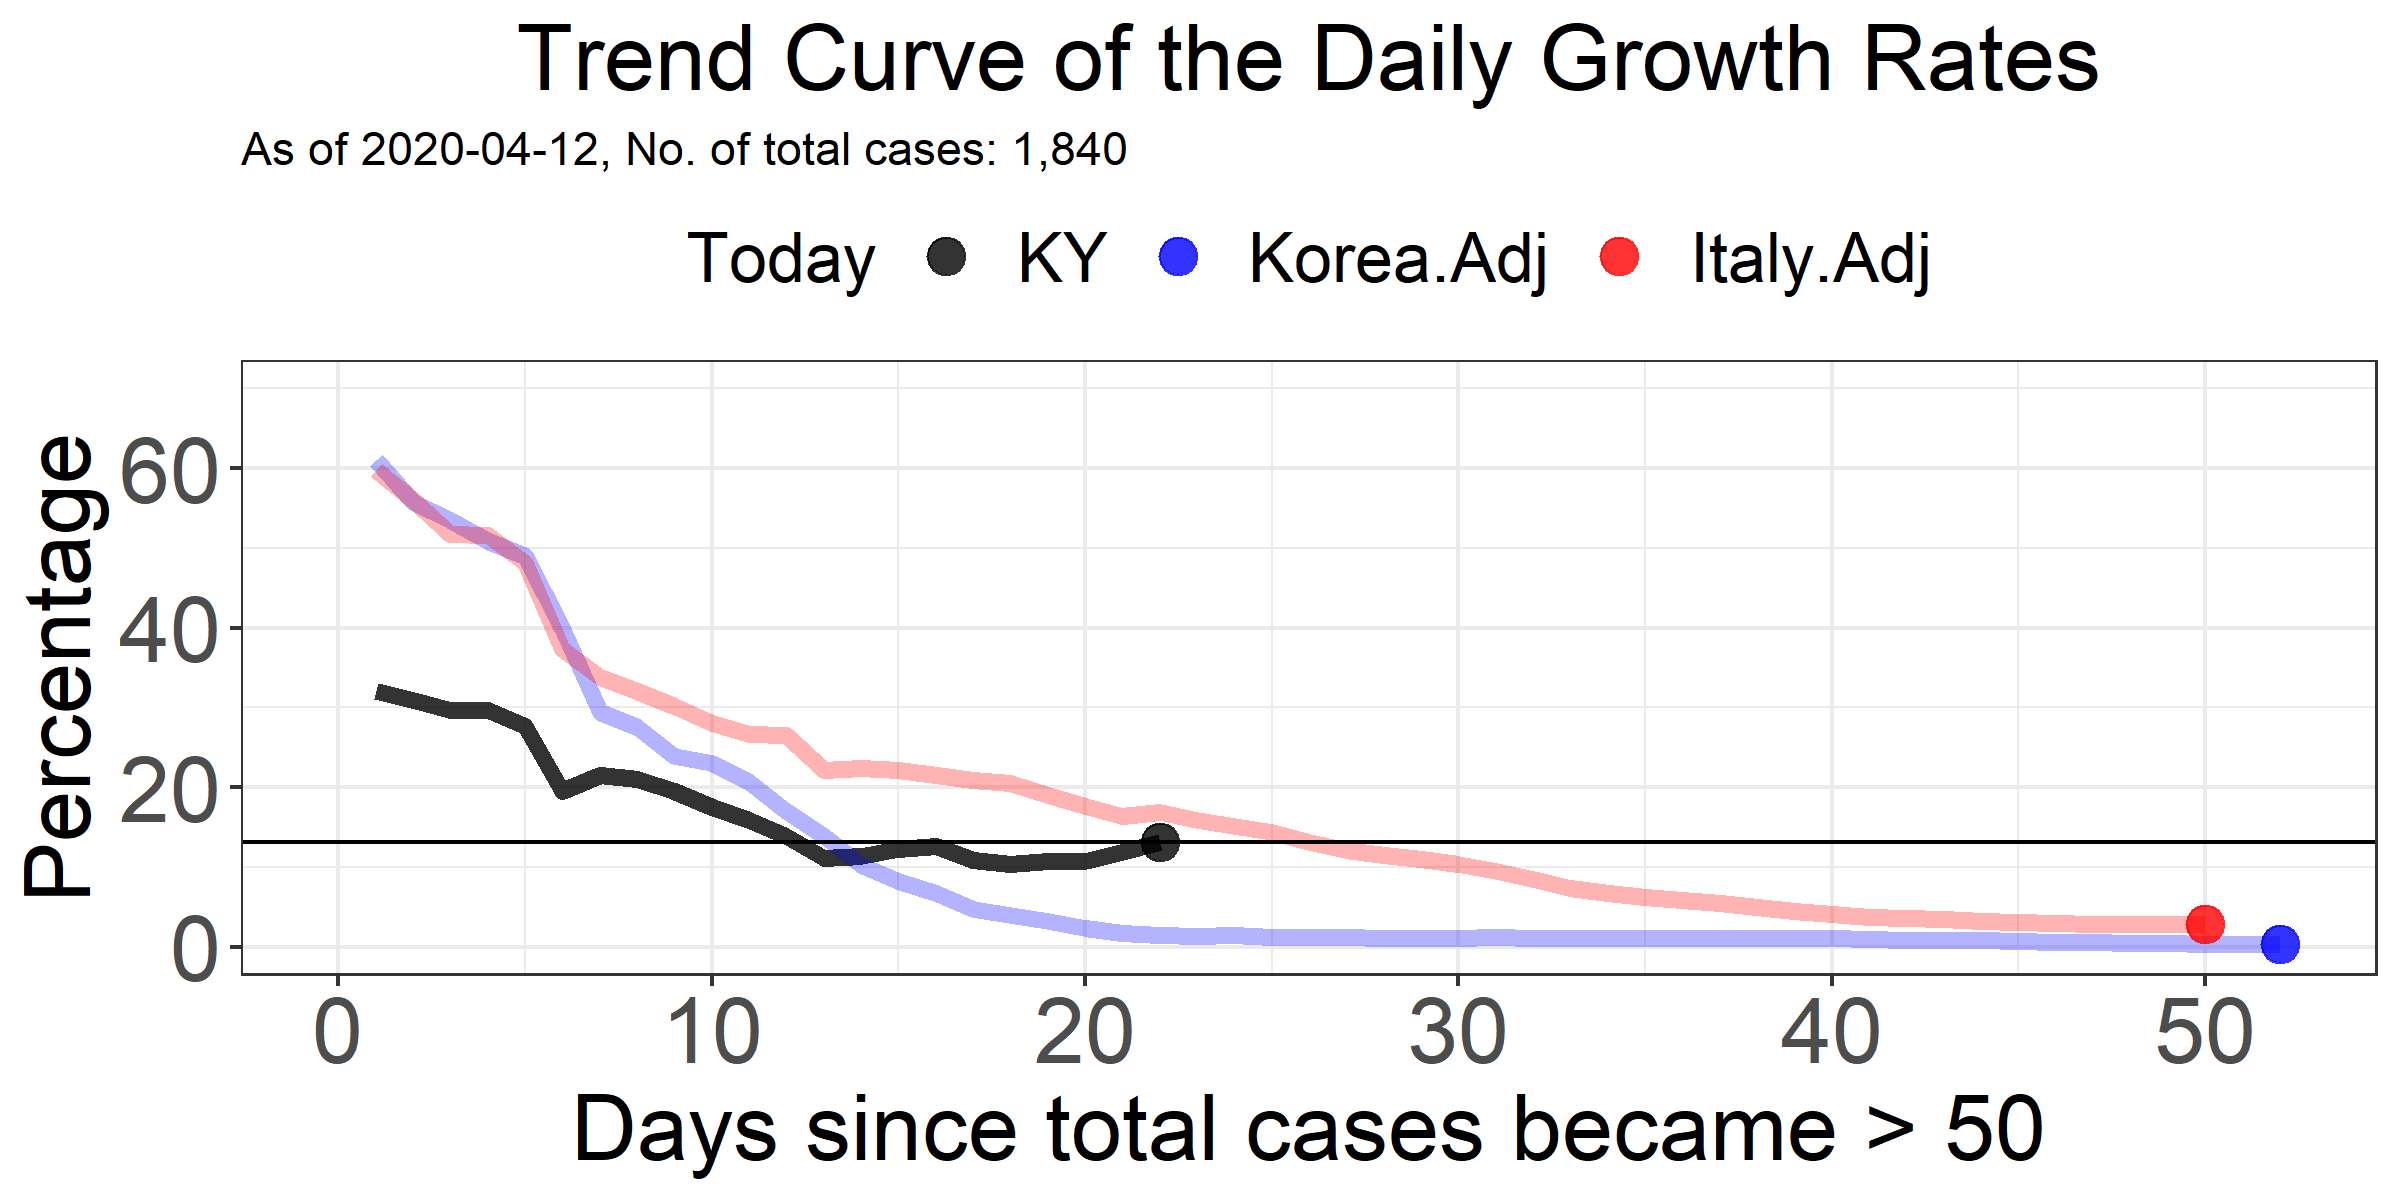 Trend Curve of the Daily Growth Rates
As of 2020-04-12, No. of total cases: 1,840
Today KY Korea.Adj Italy.Adj
Percentage
60
40
20
0
0 10 20 30 40 50
Days since total cases became > 50